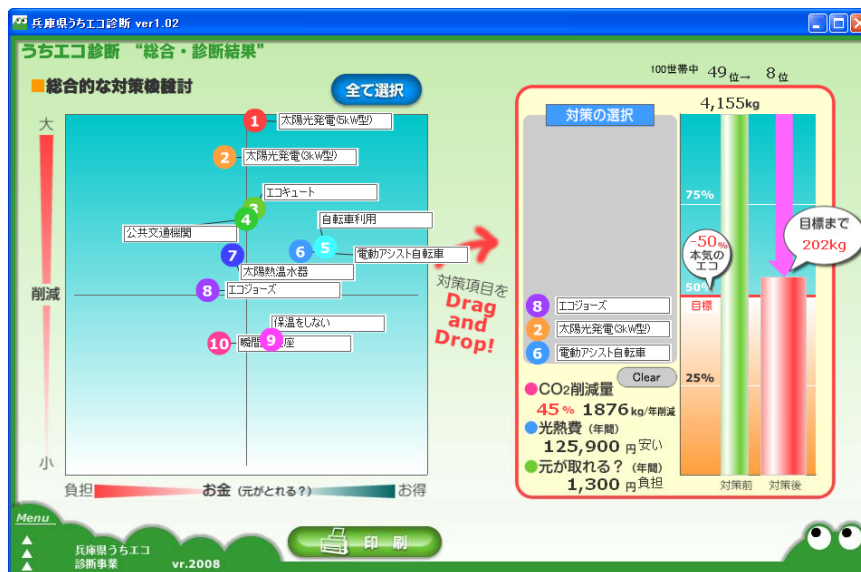 兵庫県うちエコ診断 ver1.02
うちエコ診断 “総合・診断結果”
■総合的な対策の検討
全て選択
大
削減
小
1 太陽光発電(5kW型)
2 太陽光発電(3kW型)
エコキュート
3
4
公共交通機関
自転車利用
6 5
電動アシスト自転車
7
太陽熱温水器
8 エコジョーズ
保温をしない
10 9
負担 お金 (元がとれる?) お得
対策項目を
Drag
and
Drop!
100世帯中 49位→ 8位
対策の選択
4,155kg
75%
-50%
本気の
エコ
50%
目標
25%
目標まで
202kg
8 エコジョーズ
2 太陽光発電(3kW型)
6 電動アシスト自転車
Clear
●CO2削減量
45% 1876kg/年削減
●光熱費 (年間)
125,900 円安い
●元が取れる? (年間)
1,300 円負担
対策前 対策後
Menu
兵庫県うちエコ
診断事業 vr.2008
印 刷